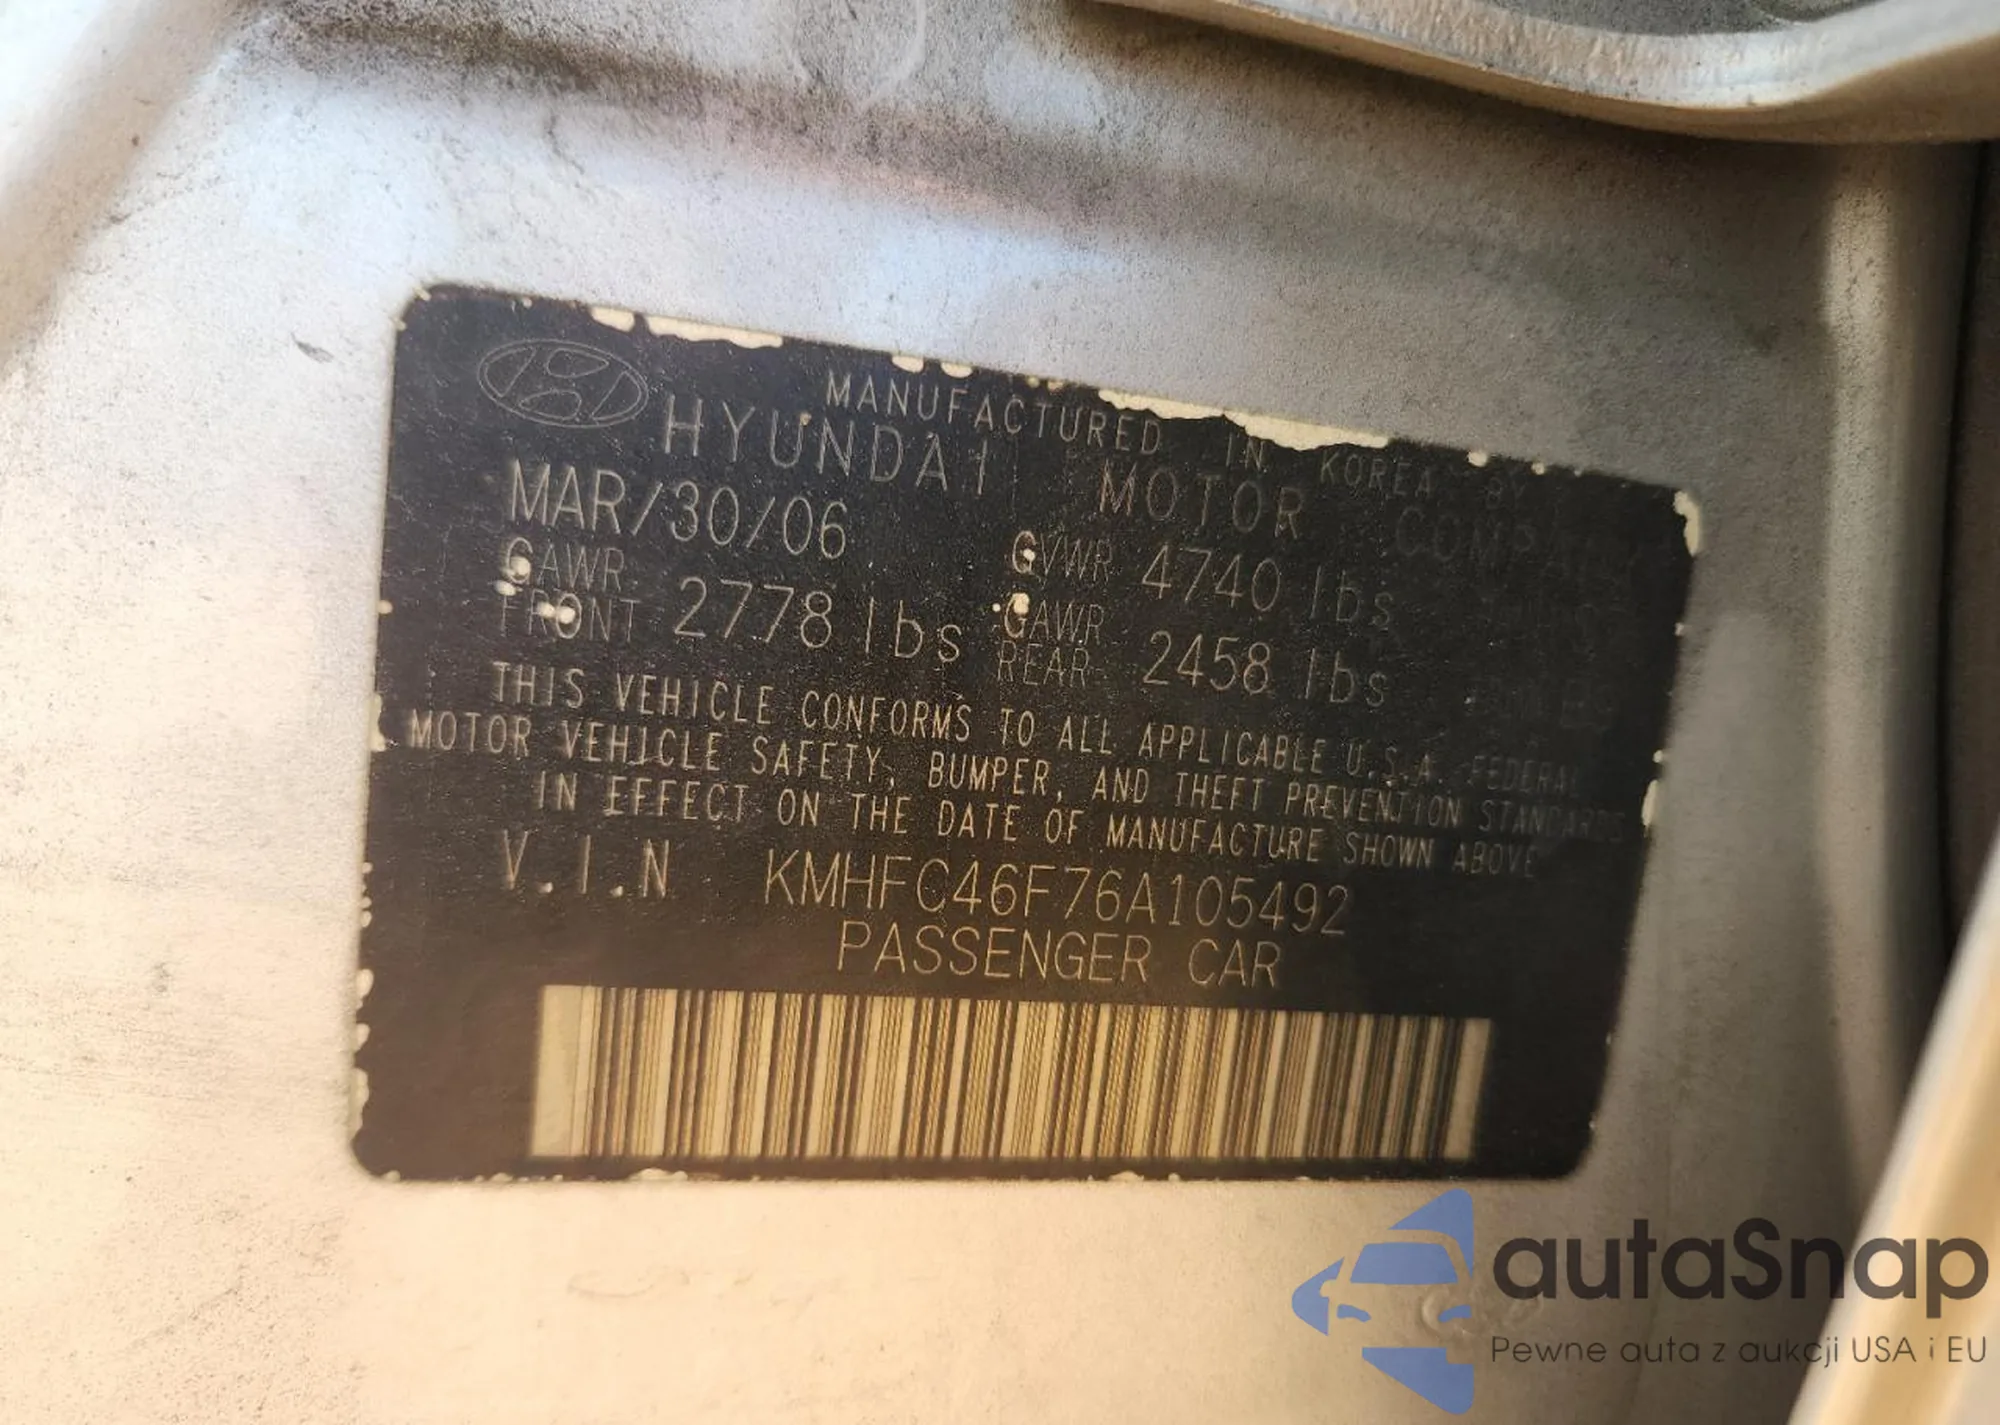 MANUFACTURED IN KOREA BY
HYUNDAI MOTOR COMPANY
MAR/30/06 GVWR 4740 lbs
GAWR FRONT 2778 lbs GAWR REAR 2458 lbs
THIS VEHICLE CONFORMS TO ALL APPLICABLE U.S.A. FEDERAL
MOTOR VEHICLE SAFETY, BUMPER, AND THEFT PREVENTION STANDARDS
IN EFFECT ON THE DATE OF MANUFACTURE SHOWN ABOVE
V.I.N KMHFC46F76A105492
PASSENGER CAR
autaSnap
Pewne auta z aukcji USA i EU